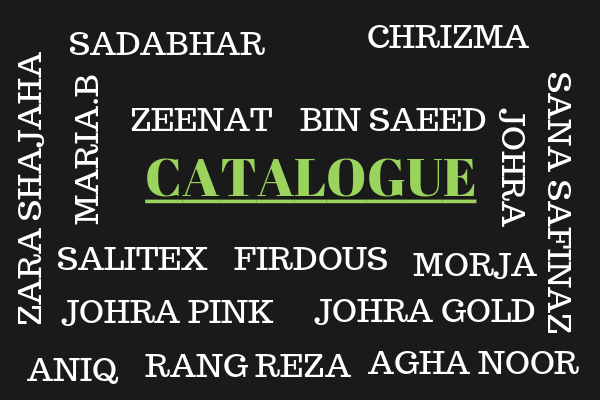 SADABHAR
CHRIZMA
ZARA SHAJAHA
MARIA.B
ZEENAT
BIN SAEED
JOHRA
SANA SAFINAZ
CATALOGUE
SALITEX
FIRDOUS
MORJA
JOHRA PINK
JOHRA GOLD
ANIQ
RANG REZA
AGHA NOOR